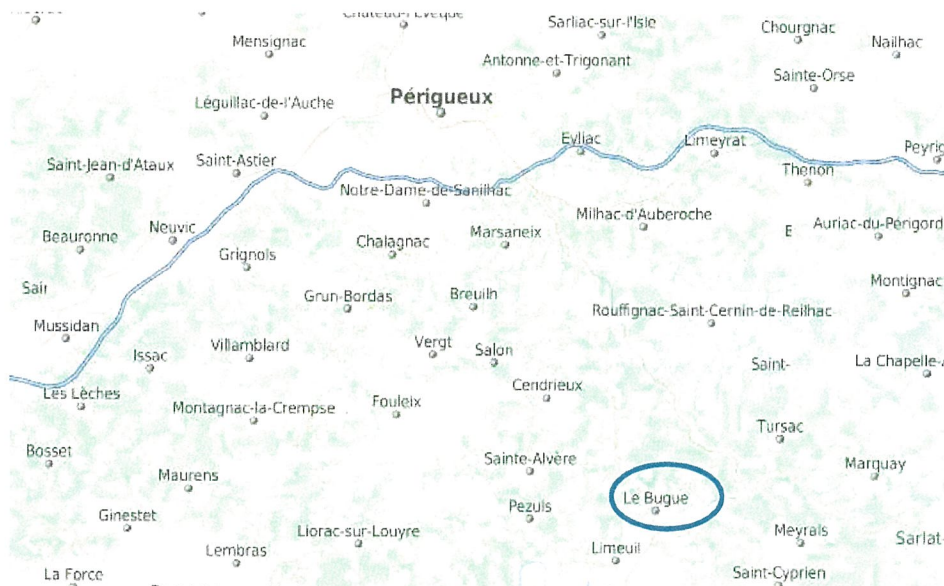 Sarliac-sur-l'Isle
Chourgnac
Mensignac
Nailhac
Antonne-et-Trigonant
Sainte-Orse
Périgueux
Léguillac-de-l'Auche
Eyliac
Limeyrat
Peyrig
Saint-Jean-d'Ataux
Saint-Astier
Thenon
Notre-Dame-de-Sanilhac
Milhac-d'Auberoche
Auriac-du-Périgord
Neuvic
Marsaneix
E
Beauronne
Chalagnac
Grignols
Montignac
Sair
Grun-Bordas
Breuilh
Rouffignac-Saint-Cernin-de-Reilhac
Mussidan
Vergt
Issac
Villamblard
Salon
Saint-
La Chapelle-A
Cendrieux
Les Lèches
Montagnac-la-Crempse
Fouleix
Tursac
Bosset
Sainte-Alvère
Marquay
Maurens
Le Bugue
Pezuls
Ginestet
Liorac-sur-Louyre
Meyrals
Sarlat-
Lembras
Limeuil
La Force
Saint-Cyprien